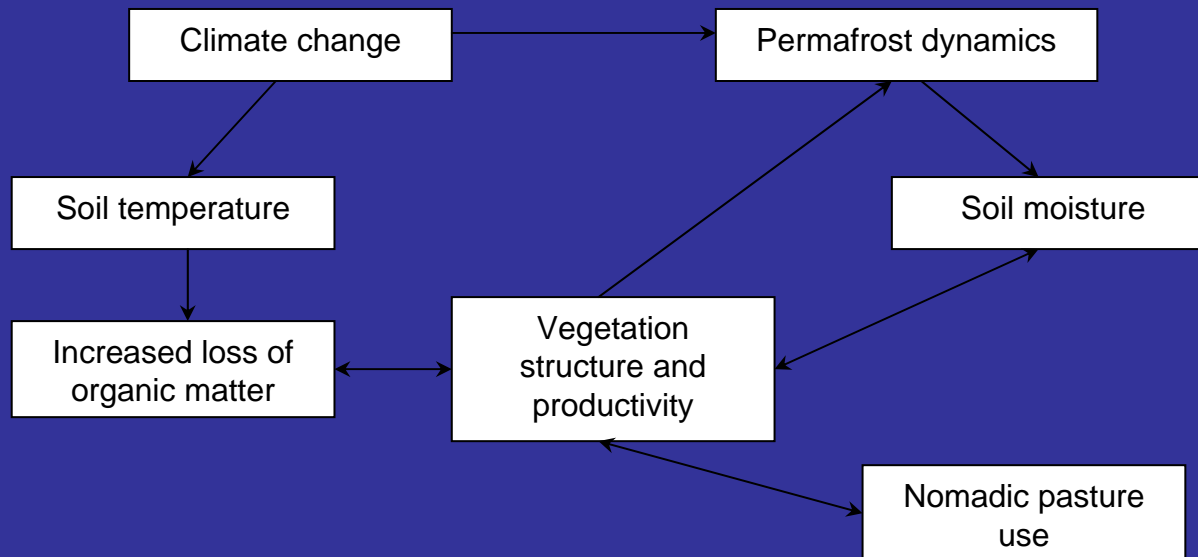 Climate change
Permafrost dynamics
Soil temperature
Soil moisture
Increased loss of
organic matter
Vegetation
structure and
productivity
Nomadic pasture
use